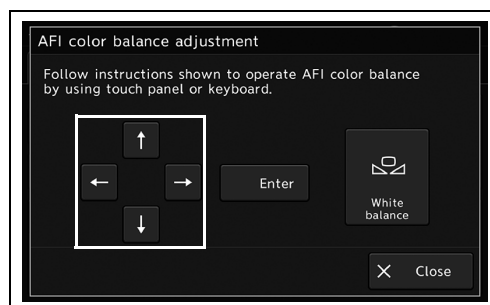 AFI color balance adjustment
Follow instructions shown to operate AFI color balance
by using touch panel or keyboard.
↑
← → Enter
↓
White
balance
× Close